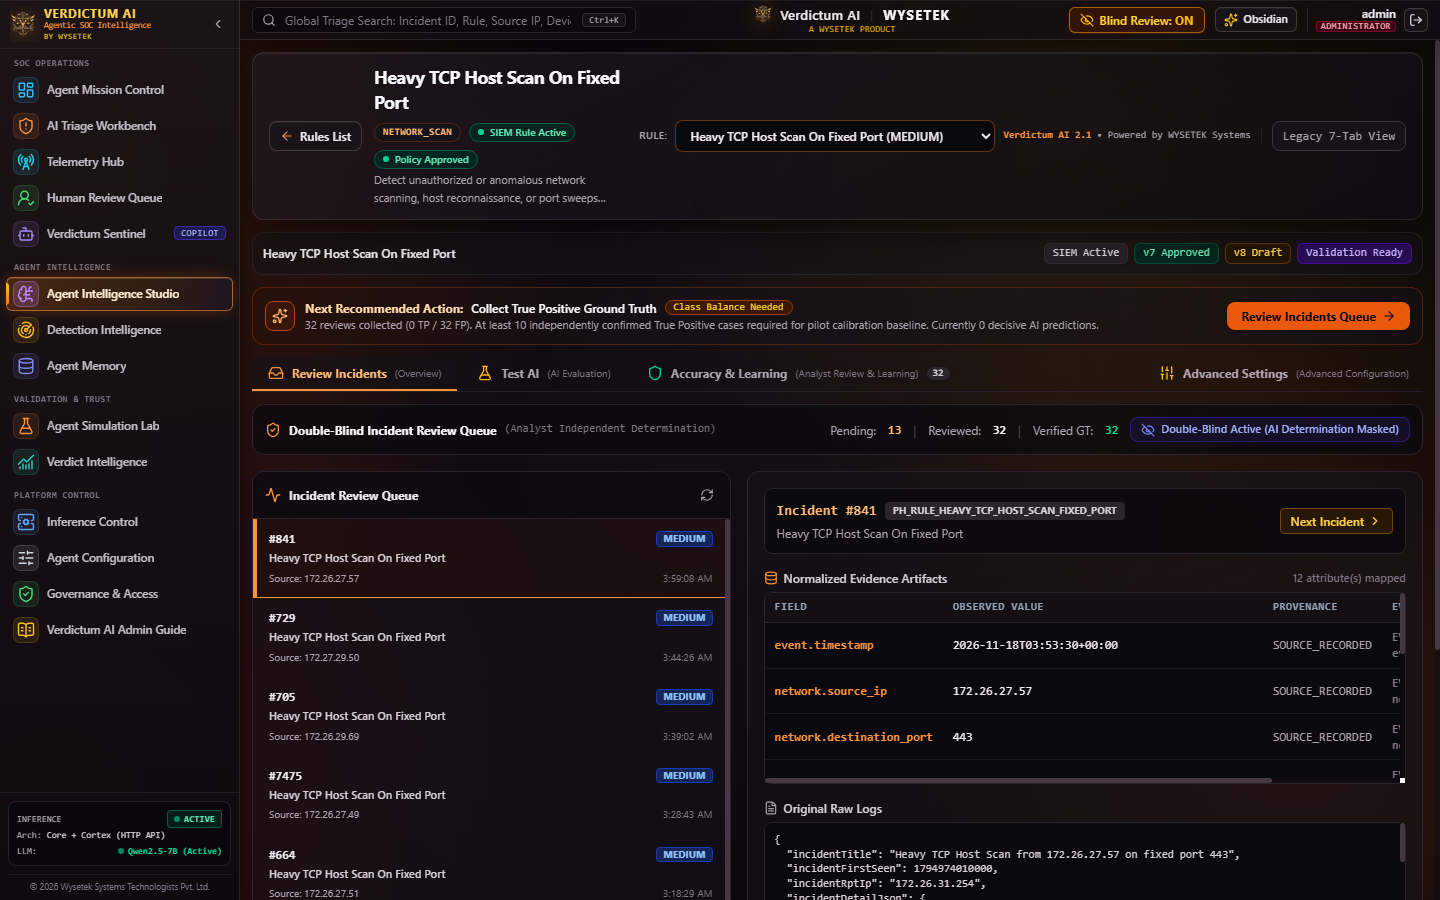 VERDICTUM AI
Agentic SOC Intelligence
BY WYSETEK
Global Triage Search: Incident ID, Rule, Source IP, Devic
Ctrl+K
Verdictum AI | WYSETEK
A WYSETEK PRODUCT
Blind Review: ON
Obsidian
admin
ADMINISTRATOR
SOC OPERATIONS
Agent Mission Control
AI Triage Workbench
Telemetry Hub
Human Review Queue
Verdictum Sentinel
COPILOT
AGENT INTELLIGENCE
Agent Intelligence Studio
Detection Intelligence
Agent Memory
VALIDATION & TRUST
Agent Simulation Lab
Verdict Intelligence
PLATFORM CONTROL
Inference Control
Agent Configuration
Governance & Access
Verdictum AI Admin Guide
INFERENCE
ACTIVE
Arch: Core + Cortex (HTTP API)
LLM: Qwen2.5-7B (Active)
© 2026 Wysetek Systems Technologists Pvt. Ltd.
Rules List
Heavy TCP Host Scan On Fixed
Port
NETWORK_SCAN
SIEM Rule Active
Policy Approved
Detect unauthorized or anomalous network
scanning, host reconnaissance, or port sweeps...
RULE:
Heavy TCP Host Scan On Fixed Port (MEDIUM)
Verdictum AI 2.1 • Powered by WYSETEK Systems
Legacy 7-Tab View
Heavy TCP Host Scan On Fixed Port
SIEM Active
v7 Approved
v8 Draft
Validation Ready
Next Recommended Action: Collect True Positive Ground Truth
Class Balance Needed
32 reviews collected (0 TP / 32 FP). At least 10 independently confirmed True Positive cases required for pilot calibration baseline. Currently 0 decisive AI predictions.
Review Incidents Queue
Review Incidents (Overview)
Test AI (AI Evaluation)
Accuracy & Learning (Analyst Review & Learning) 32
Advanced Settings (Advanced Configuration)
Double-Blind Incident Review Queue (Analyst Independent Determination)
Pending: 13 | Reviewed: 32 | Verified GT: 32
Double-Blind Active (AI Determination Masked)
Incident Review Queue
#841
MEDIUM
Heavy TCP Host Scan On Fixed Port
Source: 172.26.27.57
3:59:08 AM
#729
MEDIUM
Heavy TCP Host Scan On Fixed Port
Source: 172.27.29.50
3:44:26 AM
#705
MEDIUM
Heavy TCP Host Scan On Fixed Port
Source: 172.26.29.69
3:39:02 AM
#7475
MEDIUM
Heavy TCP Host Scan On Fixed Port
Source: 172.26.27.49
3:28:43 AM
#664
MEDIUM
Heavy TCP Host Scan On Fixed Port
Source: 172.26.27.51
3:18:29 AM
Incident #841
PH_RULE_HEAVY_TCP_HOST_SCAN_FIXED_PORT
Heavy TCP Host Scan On Fixed Port
Next Incident
Normalized Evidence Artifacts
12 attribute(s) mapped
FIELD OBSERVED VALUE PROVENANCE
event.timestamp 2026-11-18T03:53:30+00:00 SOURCE_RECORDED
network.source_ip 172.26.27.57 SOURCE_RECORDED
network.destination_port 443 SOURCE_RECORDED
Original Raw Logs
{
"incidentTitle": "Heavy TCP Host Scan from 172.26.27.57 on fixed port 443",
"incidentFirstSeen": 1794974010000,
"incidentRptIp": "172.26.31.254",
"incidentDetailJson": {